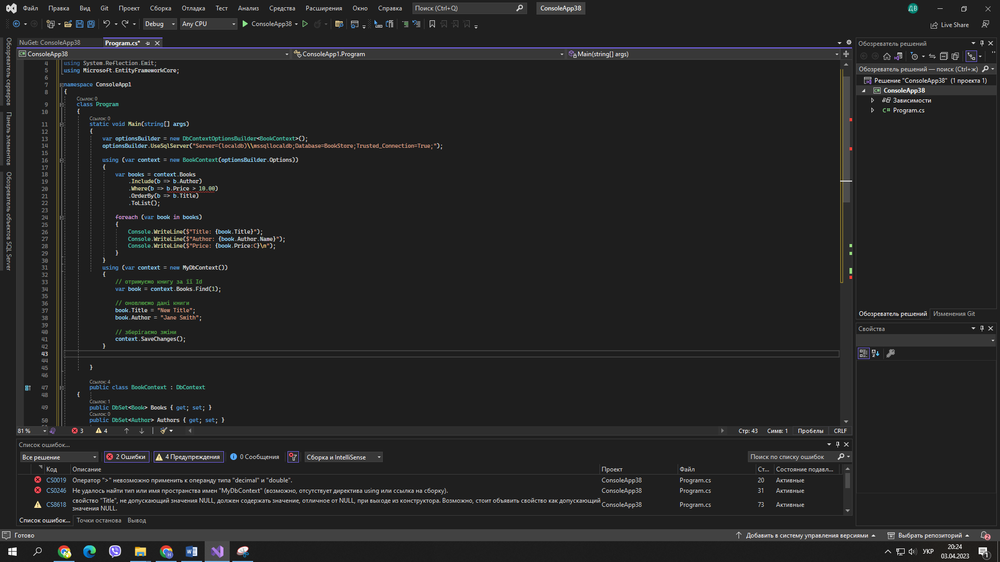 Файл Правка Вид Git Проект Сборка Отладка Тест Анализ Средства Расширения Окно Справка Поиск (Ctrl+Q) ConsoleApp38 ДВ
Debug Any CPU ConsoleApp38 Live Share
Обозреватель серверов
Панель элементов
Обозреватель объектов SQL Server
NuGet: ConsoleApp38 Program.cs*
ConsoleApp38 ConsoleApp1.Program Main(string[] args)
4 using System.Reflection.Emit;
5 using Microsoft.EntityFrameworkCore;
6
7 namespace ConsoleApp1
8 {
Ссылок: 0
9 class Program
10 {
Ссылок: 0
11 static void Main(string[] args)
12 {
13 var optionsBuilder = new DbContextOptionsBuilder<BookContext>();
14 optionsBuilder.UseSqlServer("Server=(localdb)\\mssqllocaldb;Database=BookStore;Trusted_Connection=True;");
15
16 using (var context = new BookContext(optionsBuilder.Options))
17 {
18 var books = context.Books
19 .Include(b => b.Author)
20 .Where(b => b.Price > 10.00)
21 .OrderBy(b => b.Title)
22 .ToList();
23
24 foreach (var book in books)
25 {
26 Console.WriteLine($"Title: {book.Title}");
27 Console.WriteLine($"Author: {book.Author.Name}");
28 Console.WriteLine($"Price: {book.Price:C}\n");
29 }
30 }
31 using (var context = new MyDbContext())
32 {
33 // отримуємо книгу за її Id
34 var book = context.Books.Find(1);
35
36 // оновлюємо дані книги
37 book.Title = "New Title";
38 book.Author = "Jane Smith";
39
40 // зберігаємо зміни
41 context.SaveChanges();
42 }
43
44
45 }
46
Ссылок: 4
47 public class BookContext : DbContext
48 {
Ссылок: 1
49 public DbSet<Book> Books { get; set; }
Ссылок: 0
50 public DbSet<Author> Authors { get; set; }
81 % 3 4 Стр: 43 Симв: 1 Пробелы CRLF
Список ошибок...
Все решение 2 Ошибки 4 Предупреждения 0 Сообщения Сборка и IntelliSense Поиск по списку ошибок
Код Описание Проект Файл Ст... Состояние подавл...
CS0019 Оператор ">" невозможно применить к операнду типа "decimal" и "double". ConsoleApp38 Program.cs 20 Активные
CS0246 Не удалось найти тип или имя пространства имен "MyDbContext" (возможно, отсутствует директива using или ссылка на сборку). ConsoleApp38 Program.cs 31 Активные
CS8618 свойство "Title", не допускающий значения NULL, должен содержать значение, отличное от NULL, при выходе из конструктора. Возможно, стоит объявить свойство как допускающий
значения NULL. ConsoleApp38 Program.cs 73 Активные
Список ошибок... Точки останова Вывод
Обозреватель решений
Обозреватель решений — поиск (Ctrl+ж)
Решение "ConsoleApp38" (1 проекта 1)
ConsoleApp38
Зависимости
C# Program.cs
Обозреватель решений Изменения Git
Свойства
Готово Добавить в систему управления версиями Выбрать репозиторий 2
УКР 20:24
03.04.2023 1